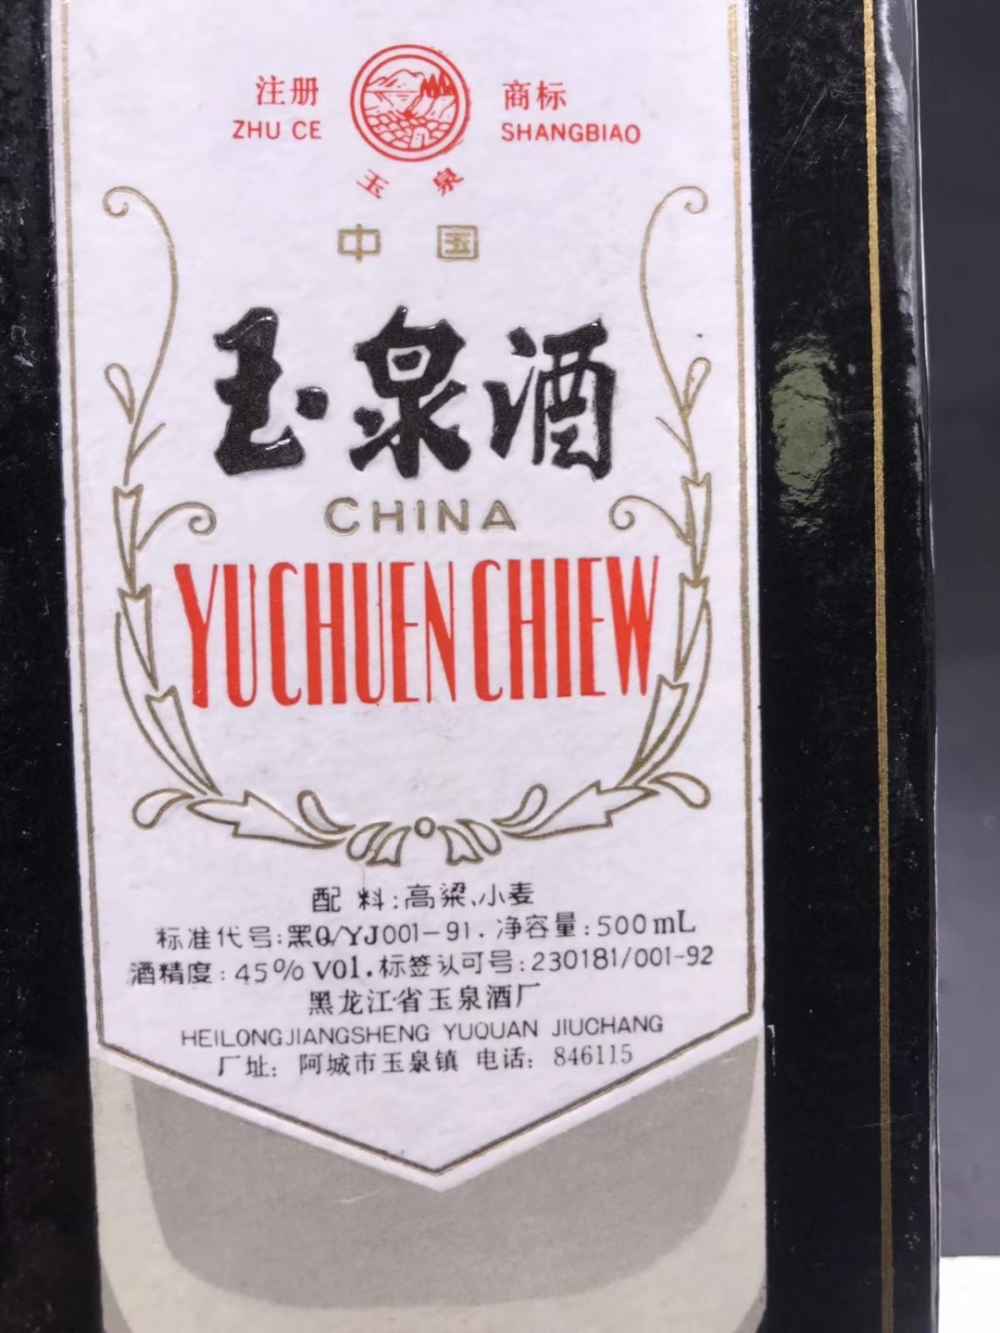 注册 商标
ZHU CE SHANGBIAO
玉泉
中国
玉泉酒
CHINA
YUCHUEN CHIEW
配 料:高粱、小麦
标准代号:黑Q/YJ001-91. 净容量:500mL
酒精度:45% Vol. 标签认可号:230181/001-92
黑龙江省玉泉酒厂
HEILONGJIANGSHENG YUQUAN JIUCHANG
厂址: 阿城市玉泉镇 电话: 846115